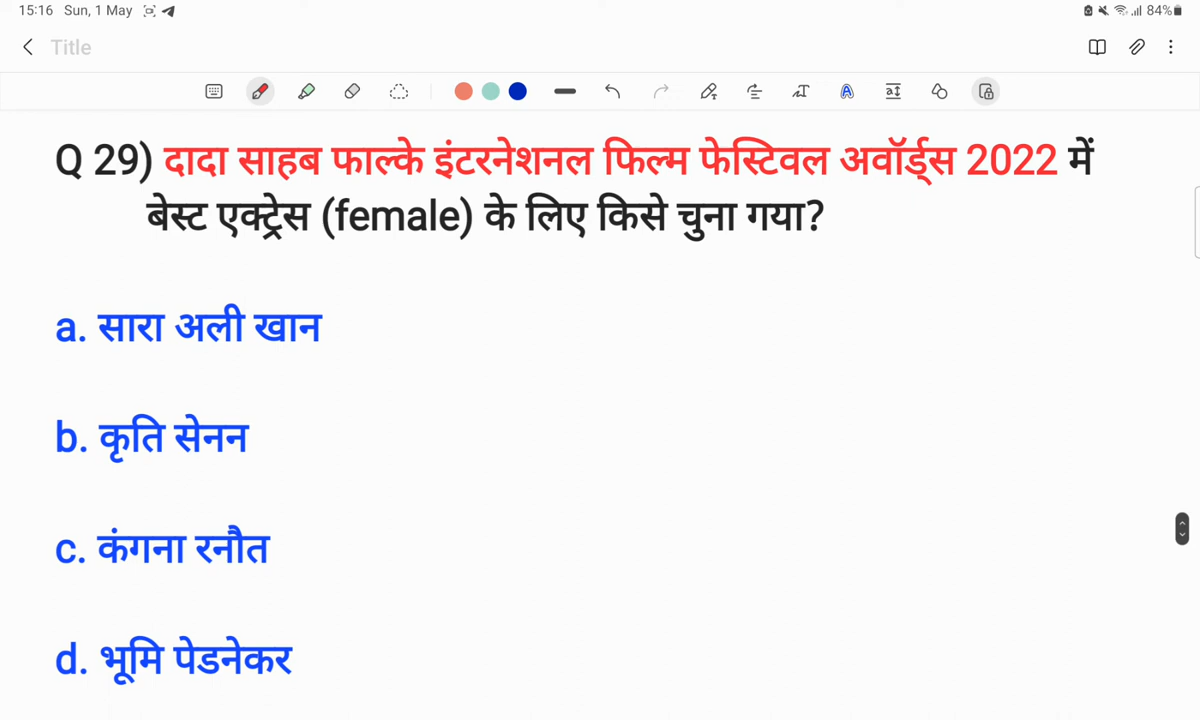 15:16 Sun, 1 May
84%
Title
Q 29) दादा साहब फाल्के इंटरनेशनल फिल्म फेस्टिवल अवॉर्ड्स 2022 में
बेस्ट एक्ट्रेस (female) के लिए किसे चुना गया?
a. सारा अली खान
b. कृति सेनन
c. कंगना रनौत
d. भूमि पेडनेकर